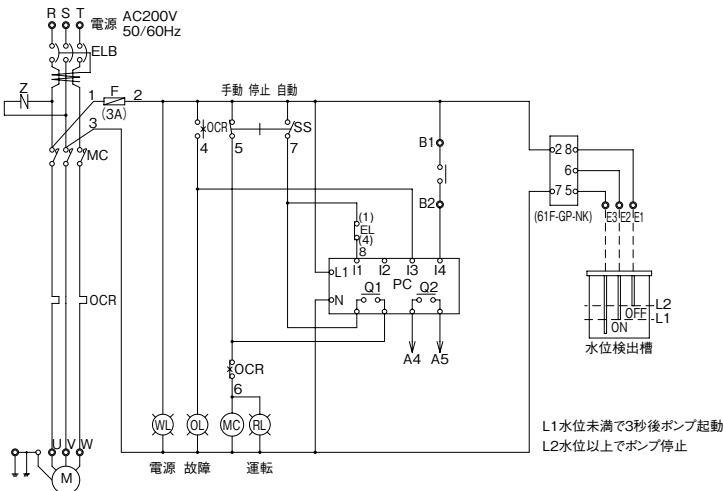 R S T 電源 AC200V
50/60Hz
ELB
Z
1 F 2
(3A)
3
MC
手動 停止 自動
OCR
SS
4 5 7
B1
B2
2 8
6
7 5
(61F-GP-NK)
E3 E2 E1
(1)
EL
(4)
8
L1 I1 I2 I3 I4
PC
N Q1 Q2
OCR
A4 A5
L2
OFF
L1
ON
水位検出槽
OCR
6
WL OL MC RL
電源 故障 運転
U V W
M
L1水位未満で3秒後ポンプ起動
L2水位以上でポンプ停止